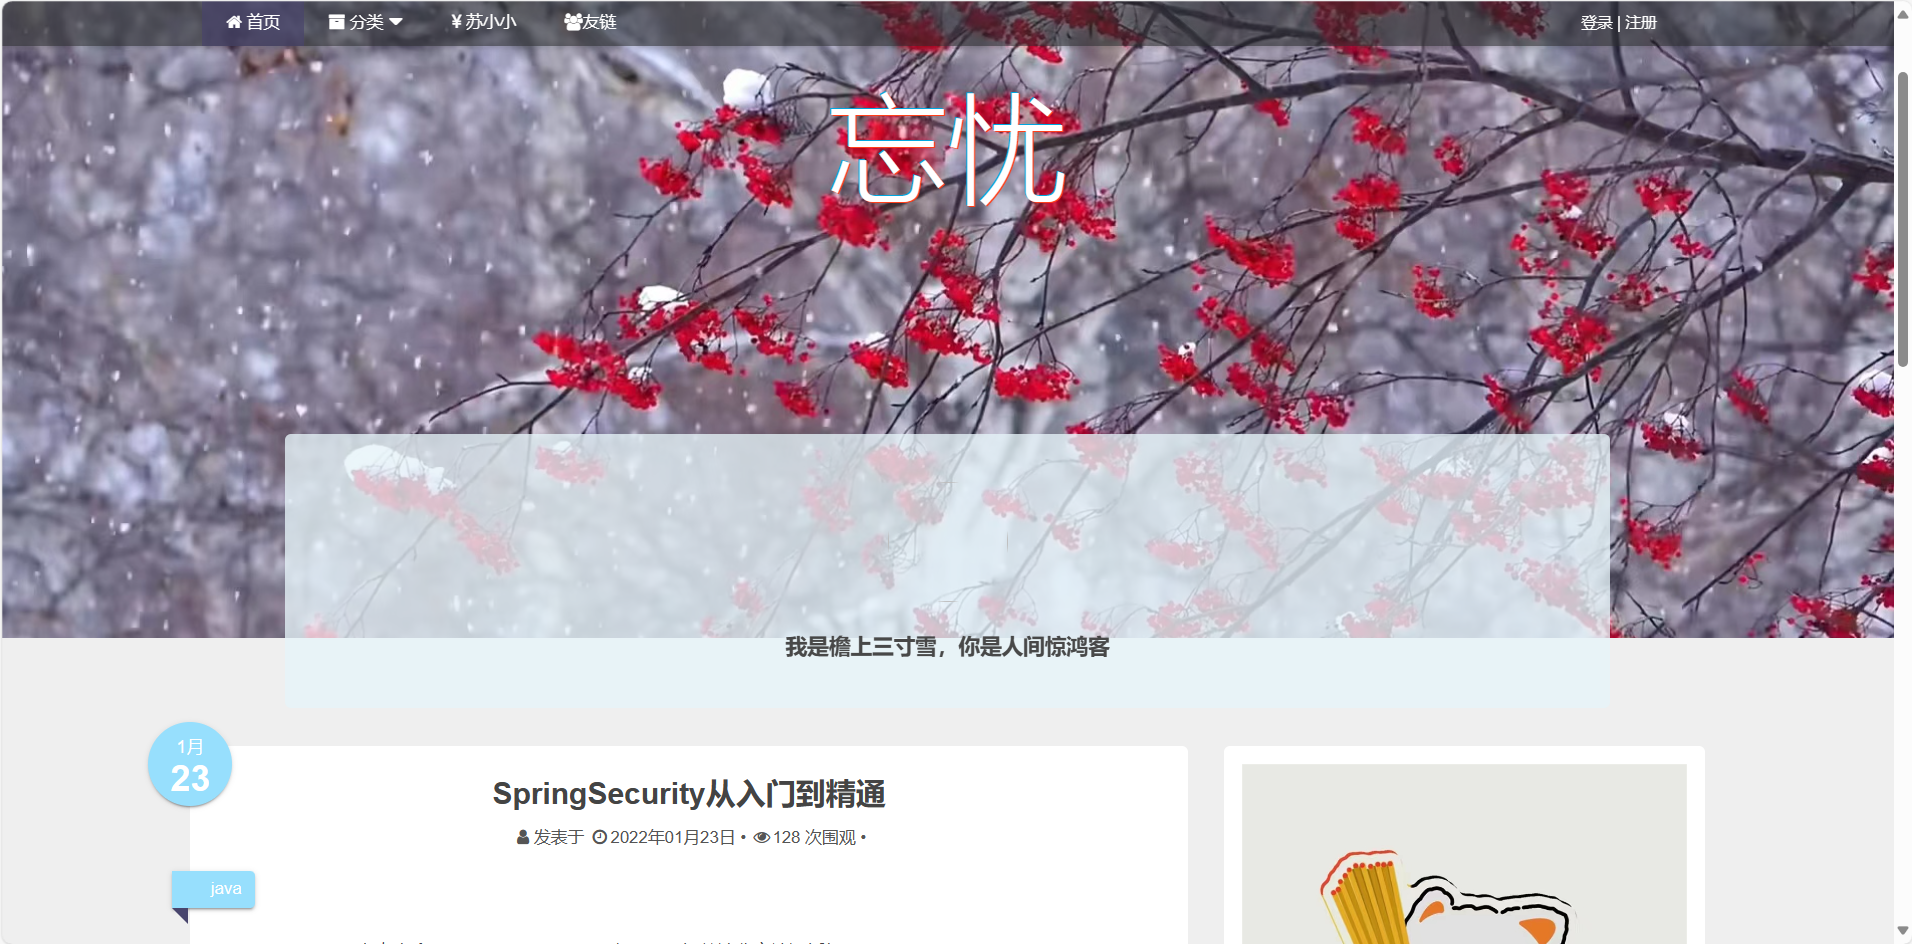 首页 分类 ¥ 苏小小 友链 登录 | 注册
忘忧
我是檐上三寸雪，你是人间惊鸿客
1月
23
SpringSecurity从入门到精通
发表于 2022年01月23日 • 128 次围观 •
java